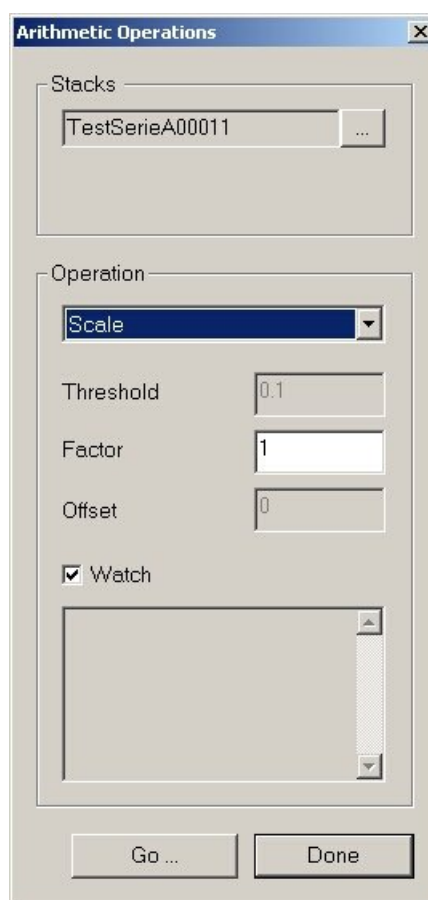 Arithmetic Operations
Stacks
TestSerieA00011
...
Operation
Scale
Threshold 0.1
Factor 1
Offset 0
Watch
Go ...
Done